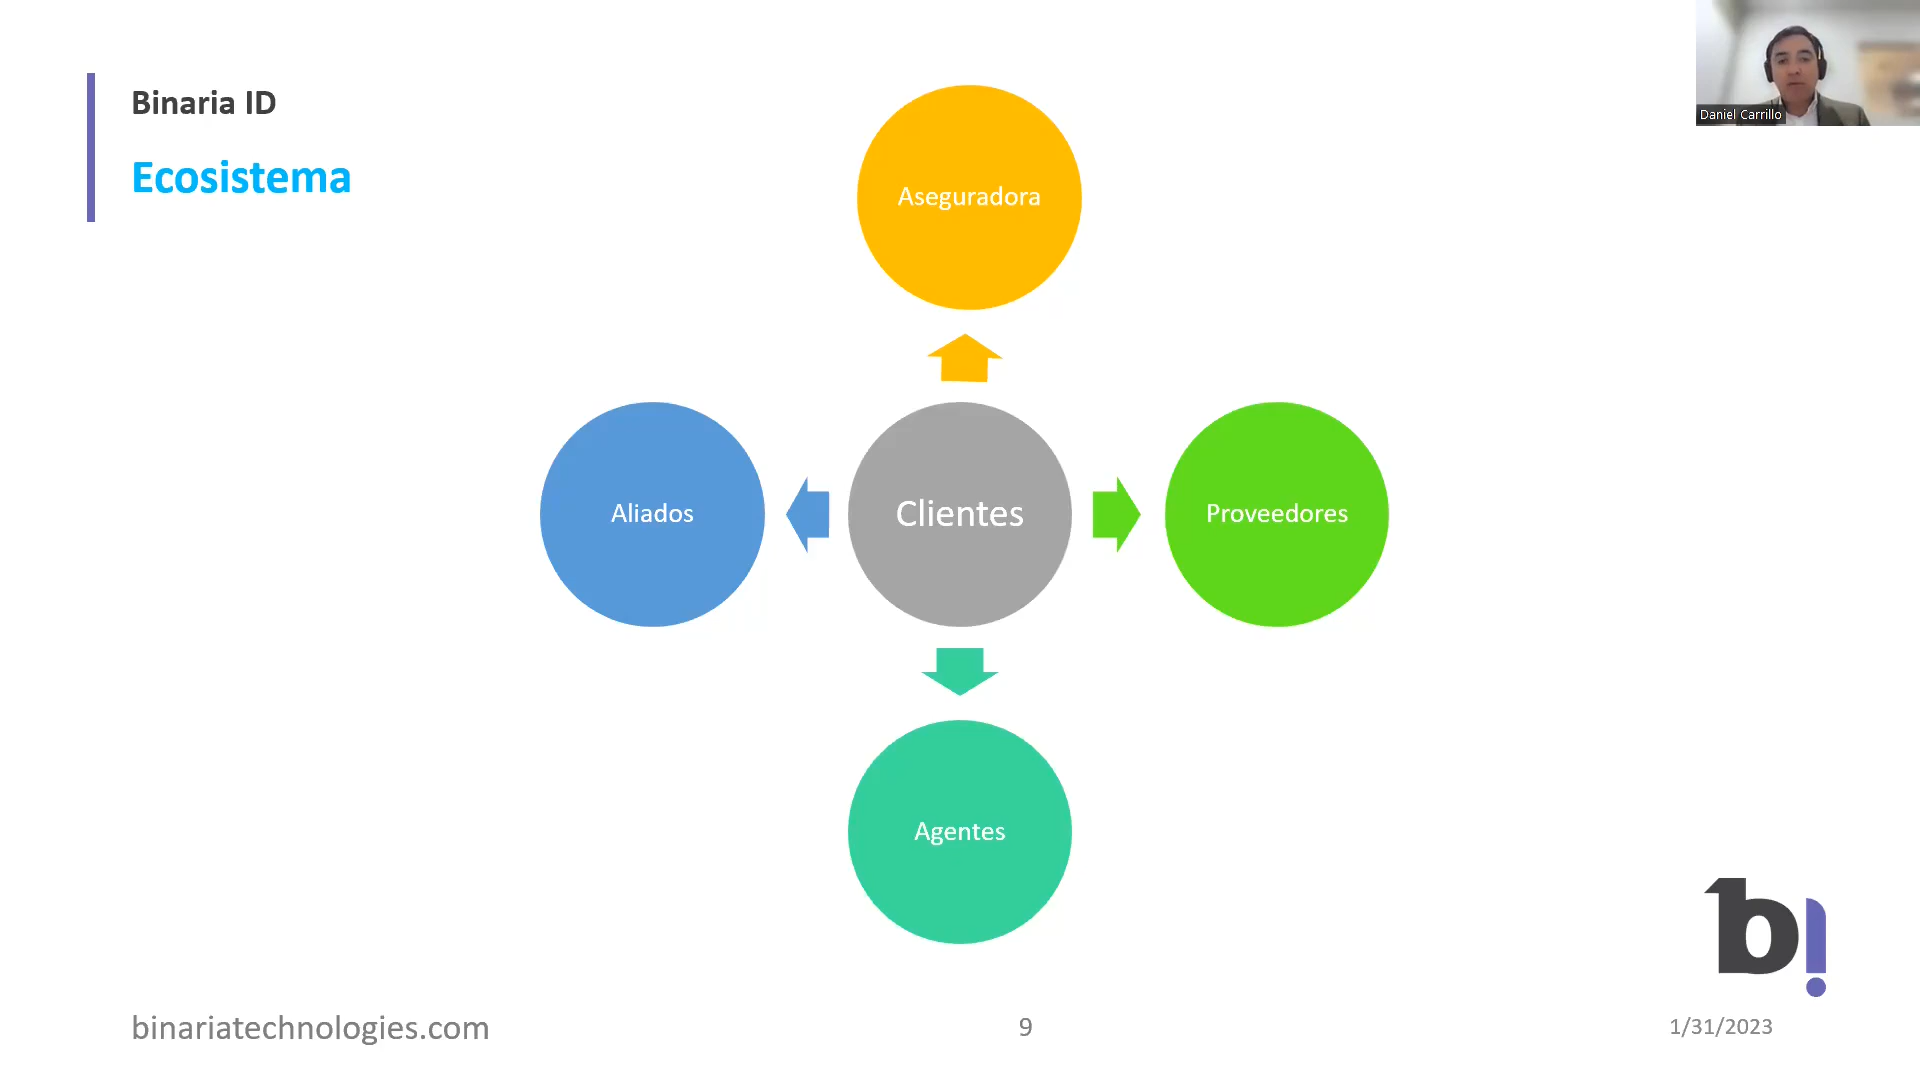 Binaria ID
Ecosistema
Daniel Carrillo
Aseguradora
Aliados
Clientes
Proveedores
Agentes
b!
binariatechnologies.com
9
1/31/2023